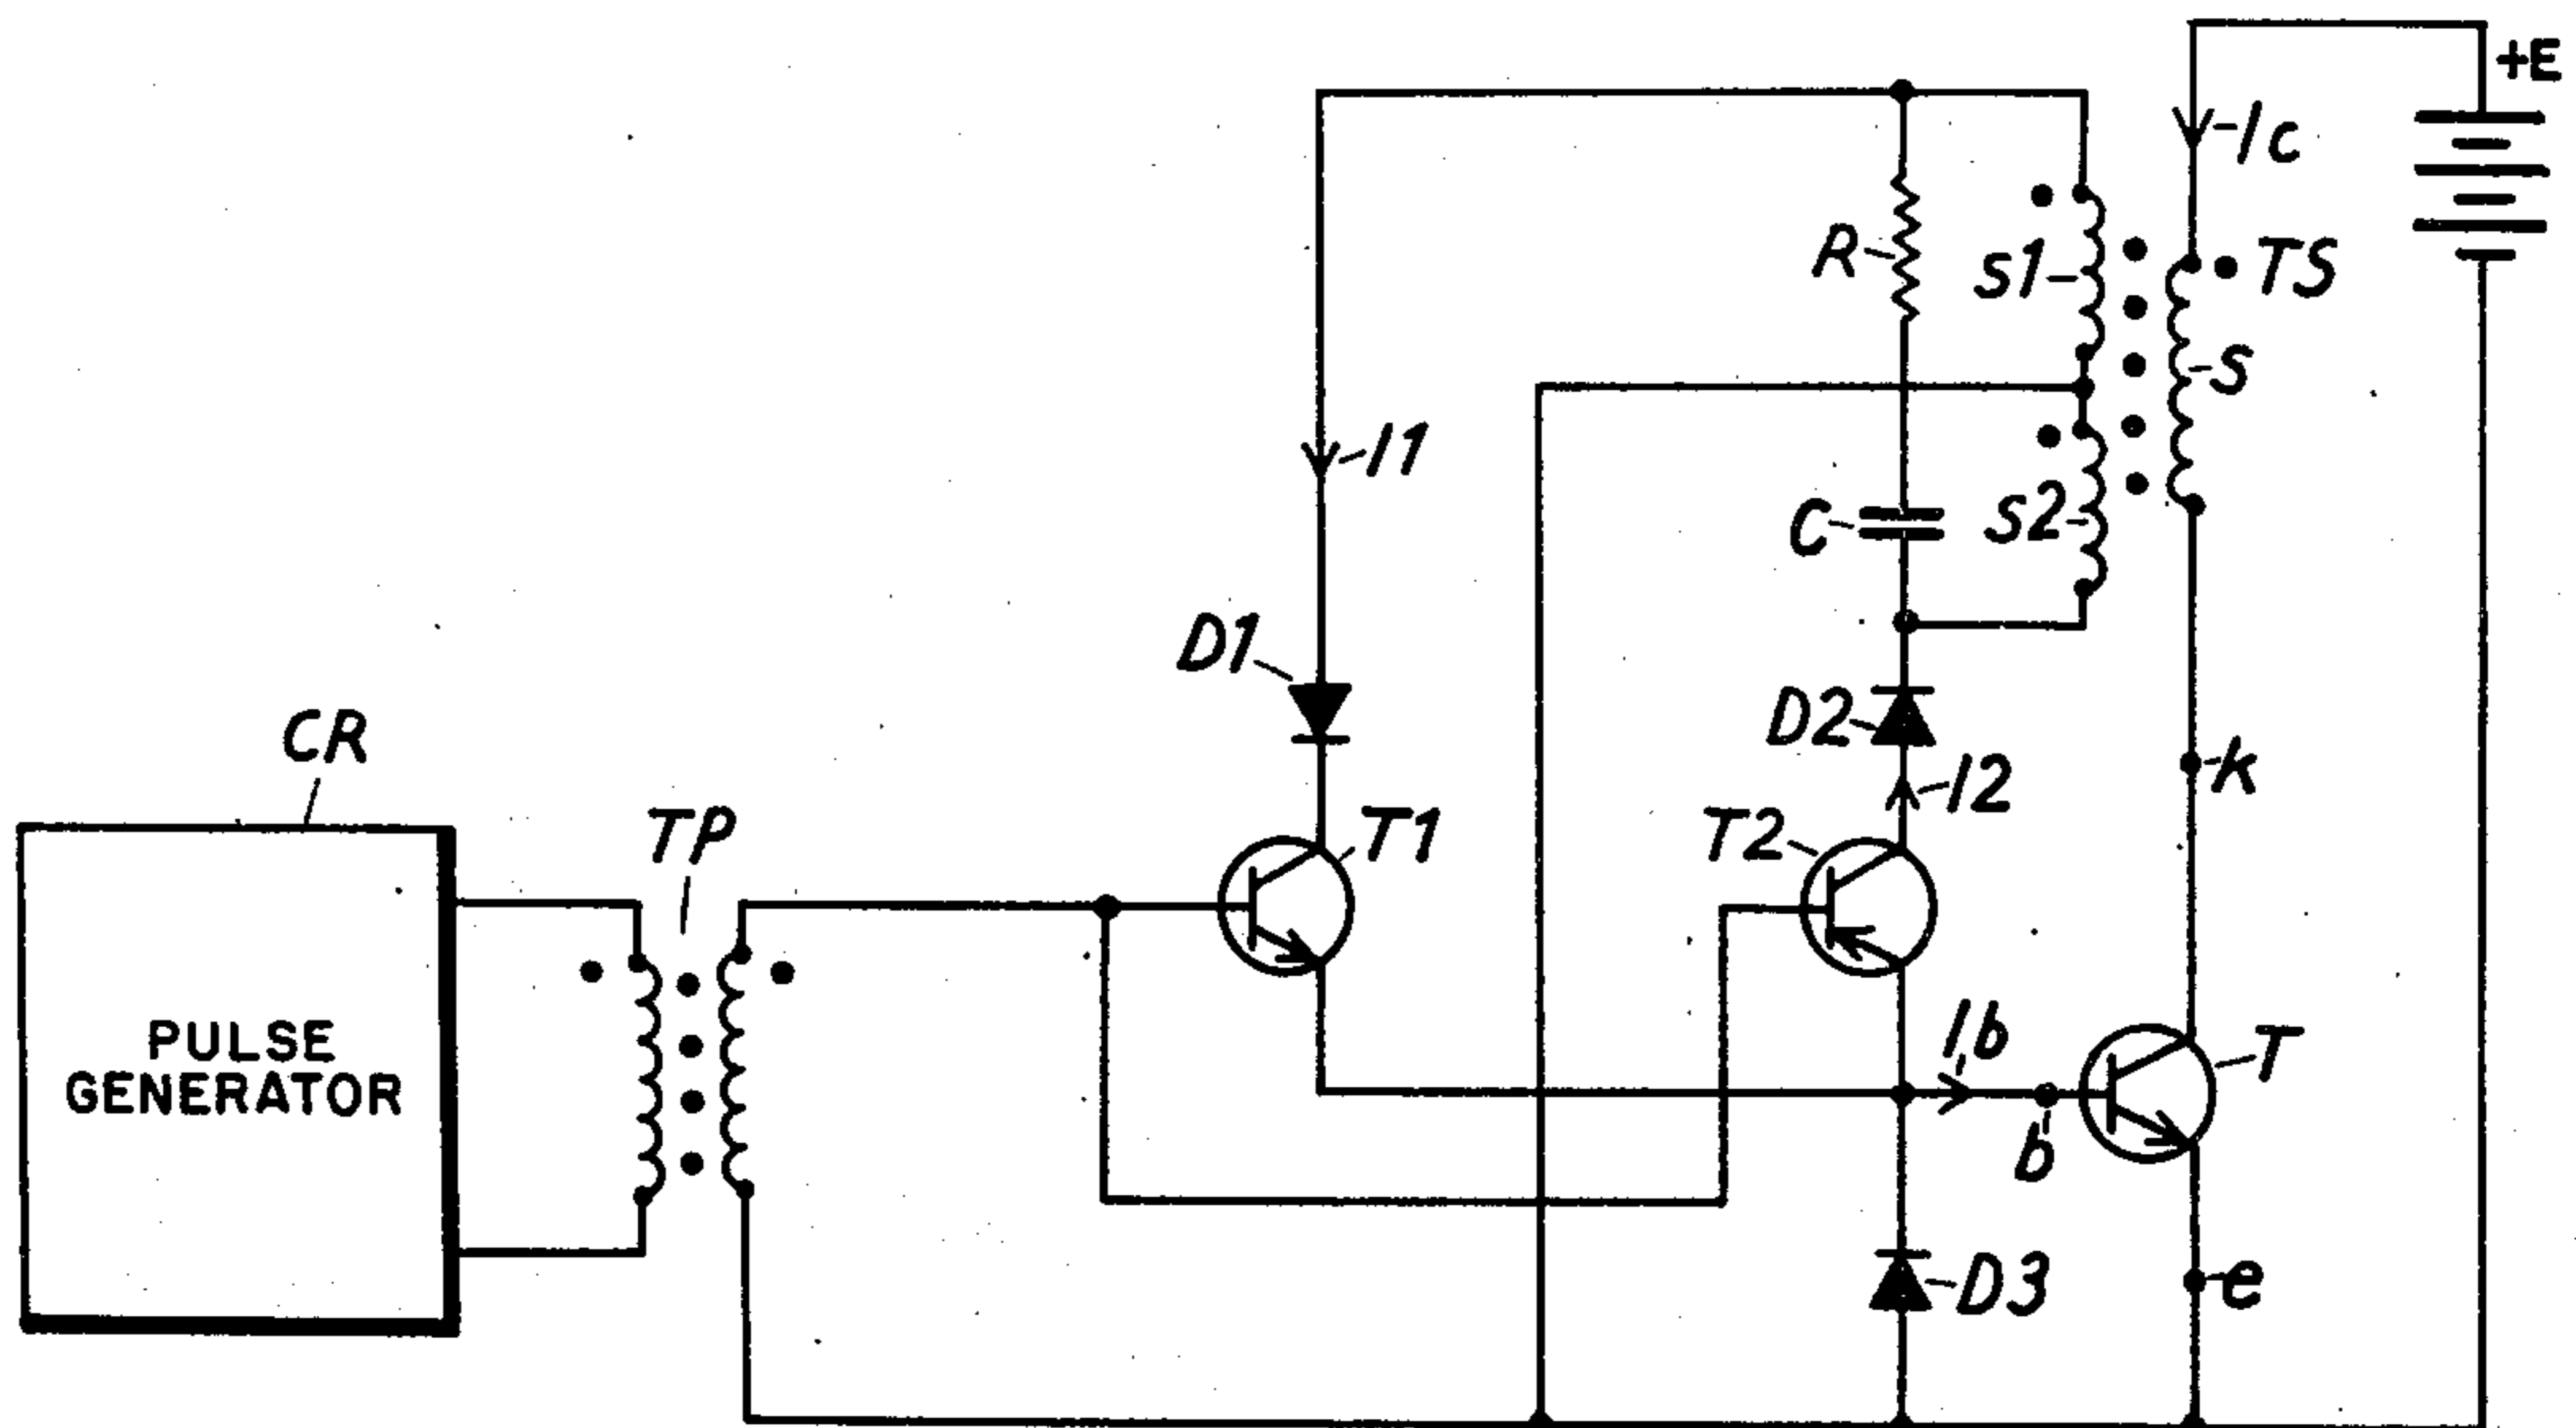 +E
Ic
R
s1
TS
s
I1
C
s2
D1
D2
CR
k
I2
TP
T1
T2
PULSE
GENERATOR
Ib
T
b
D3
e